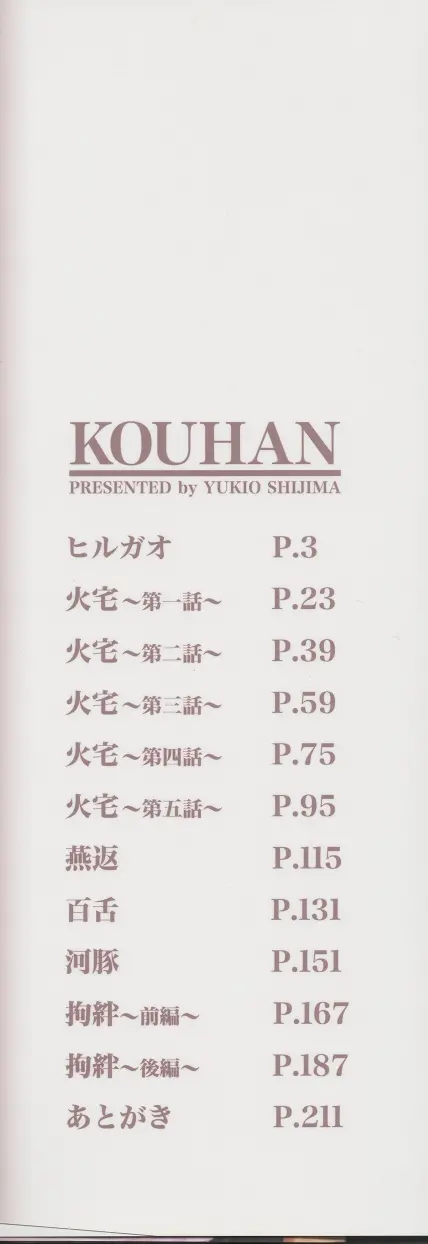 KOUHAN
PRESENTED by YUKIO SHIJIMA
ヒルガオ P.3
火宅～第一話～ P.23
火宅～第二話～ P.39
火宅～第三話～ P.59
火宅～第四話～ P.75
火宅～第五話～ P.95
燕返 P.115
百舌 P.131
河豚 P.151
拘絆～前編～ P.167
拘絆～後編～ P.187
あとがき P.211